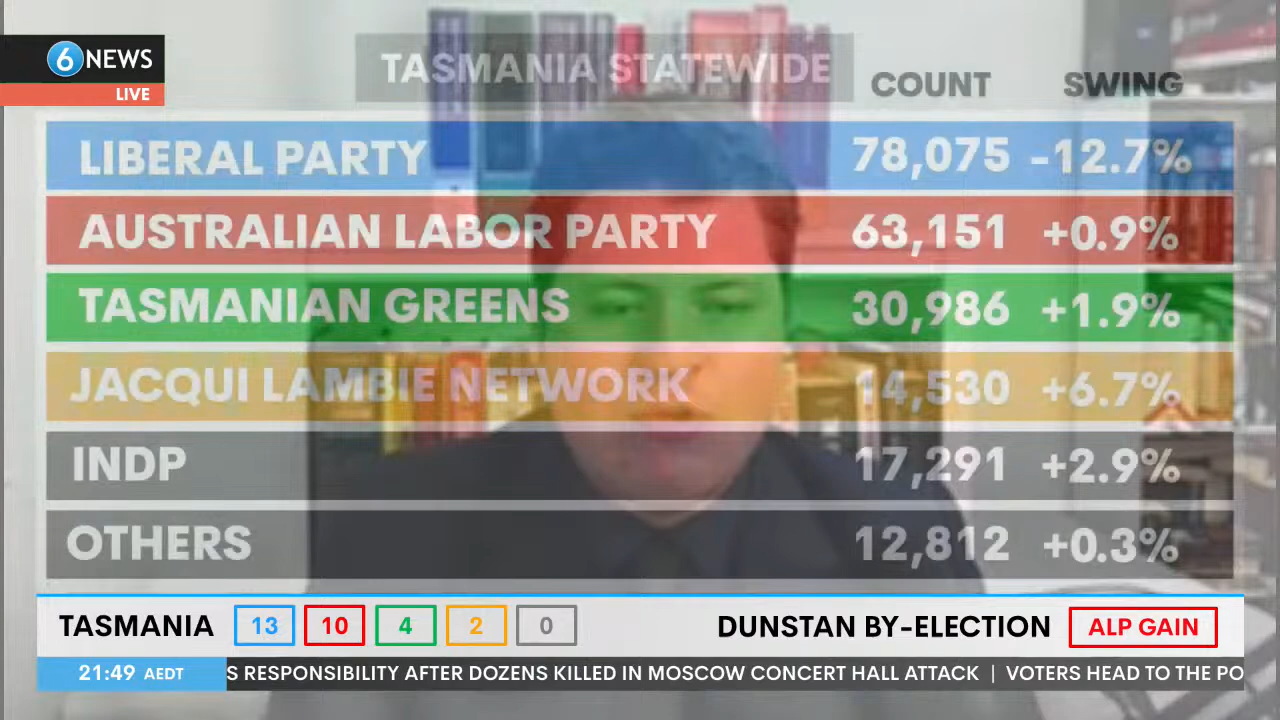 6 NEWS
LIVE
TASMANIA STATEWIDE
COUNT SWING
LIBERAL PARTY 78,075 -12.7%
AUSTRALIAN LABOR PARTY 63,151 +0.9%
TASMANIAN GREENS 30,986 +1.9%
JACQUI LAMBIE NETWORK 14,530 +6.7%
INDP 17,291 +2.9%
OTHERS 12,812 +0.3%
TASMANIA 13 10 4 2 0 DUNSTAN BY-ELECTION ALP GAIN
21:49 AEDT S RESPONSIBILITY AFTER DOZENS KILLED IN MOSCOW CONCERT HALL ATTACK | VOTERS HEAD TO THE PO